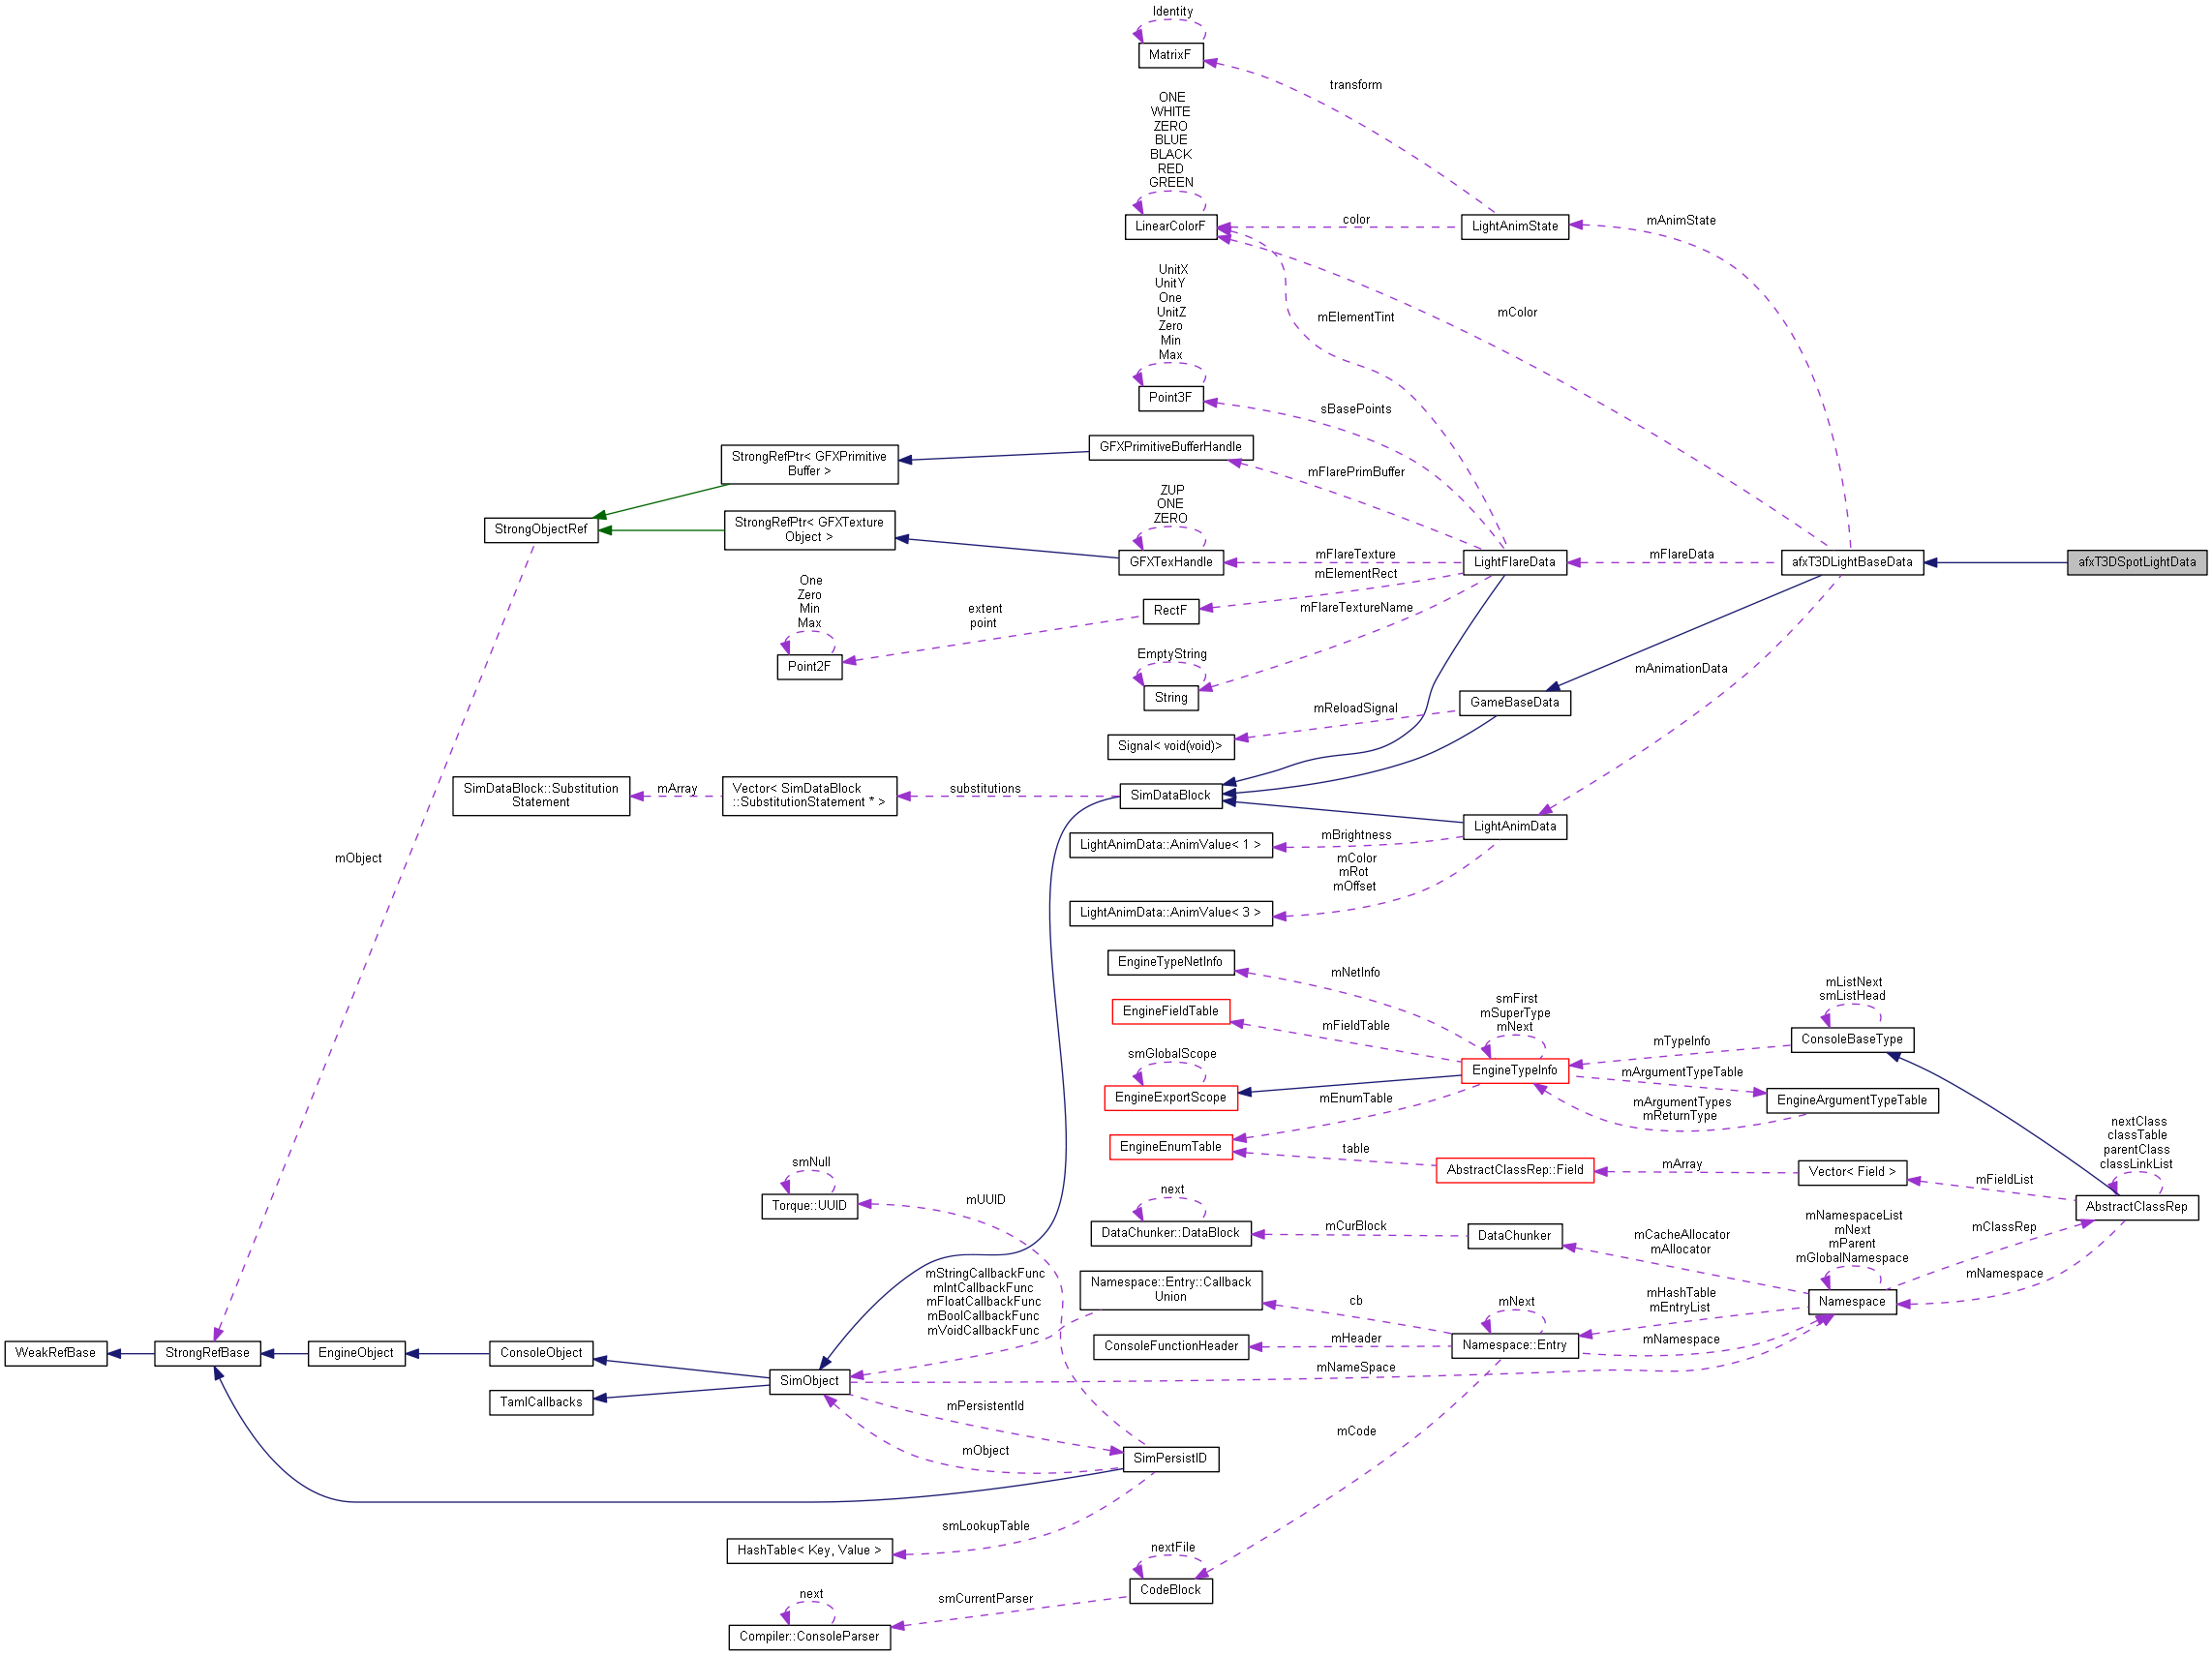 Identity
MatrixF
transform
ONE
WHITE
ZERO
BLUE
BLACK
RED
GREEN
LinearColorF
color
LightAnimState
mAnimState
mElementTint
mColor
UnitX
UnitY
One
UnitZ
Zero
Min
Max
Point3F
sBasePoints
GFXPrimitiveBufferHandle
StrongRefPtr< GFXPrimitive
Buffer >
mFlarePrimBuffer
ZUP
ONE
ZERO
StrongObjectRef
StrongRefPtr< GFXTexture
Object >
GFXTexHandle
mFlareTexture
LightFlareData
mFlareData
afxT3DLightBaseData
afxT3DSpotLightData
mElementRect
One
Zero
Min
Max
Point2F
extent
point
RectF
mFlareTextureName
EmptyString
String
mAnimationData
GameBaseData
mReloadSignal
Signal< void(void)>
SimDataBlock::Substitution
Statement
mArray
Vector< SimDataBlock
::SubstitutionStatement * >
substitutions
SimDataBlock
LightAnimData
mBrightness
LightAnimData::AnimValue< 1 >
mColor
mRot
mOffset
LightAnimData::AnimValue< 3 >
mObject
EngineTypeNetInfo
mNetInfo
EngineFieldTable
mFieldTable
smFirst
mSuperType
mNext
EngineTypeInfo
mTypeInfo
mListNext
smListHead
ConsoleBaseType
smGlobalScope
EngineExportScope
mEnumTable
mArgumentTypeTable
mArgumentTypes
mReturnType
EngineArgumentTypeTable
EngineEnumTable
table
AbstractClassRep::Field
mArray
Vector< Field >
mFieldList
nextClass
classTable
parentClass
classLinkList
AbstractClassRep
smNull
Torque::UUID
mUUID
next
DataChunker::DataBlock
mCurBlock
DataChunker
mCacheAllocator
mAllocator
mNamespaceList
mNext
mParent
mGlobalNamespace
Namespace
mClassRep
mNamespace
mStringCallbackFunc
mIntCallbackFunc
mFloatCallbackFunc
mBoolCallbackFunc
mVoidCallbackFunc
Namespace::Entry::Callback
Union
cb
mNext
mHashTable
mEntryList
mNamespace
ConsoleFunctionHeader
mHeader
Namespace::Entry
WeakRefBase
StrongRefBase
EngineObject
ConsoleObject
SimObject
mNameSpace
TamlCallbacks
mPersistentId
mObject
SimPersistID
mCode
smLookupTable
HashTable< Key, Value >
nextFile
CodeBlock
smCurrentParser
next
Compiler::ConsoleParser